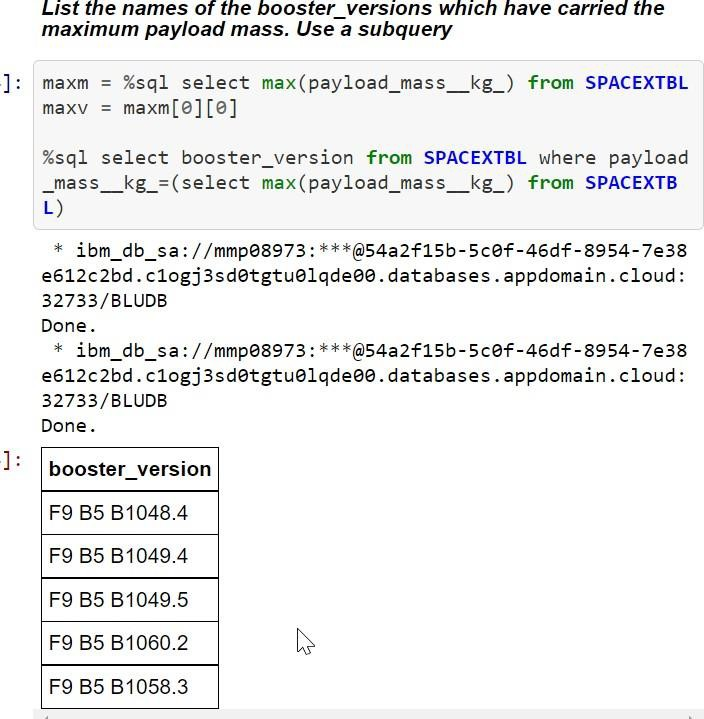 List the names of the booster_versions which have carried the
maximum payload mass. Use a subquery
]: maxm = %sql select max(payload_mass__kg_) from SPACEXTBL
maxv = maxm[0][0]
%sql select booster_version from SPACEXTBL where payload
_mass__kg_=(select max(payload_mass__kg_) from SPACEXTB
L)
* ibm_db_sa://mmp08973:***@54a2f15b-5c0f-46df-8954-7e38
e612c2bd.c1ogj3sd0tgtu0lqde00.databases.appdomain.cloud:
32733/BLUDB
Done.
* ibm_db_sa://mmp08973:***@54a2f15b-5c0f-46df-8954-7e38
e612c2bd.c1ogj3sd0tgtu0lqde00.databases.appdomain.cloud:
32733/BLUDB
Done.
]: booster_version
F9 B5 B1048.4
F9 B5 B1049.4
F9 B5 B1049.5
F9 B5 B1060.2
F9 B5 B1058.3